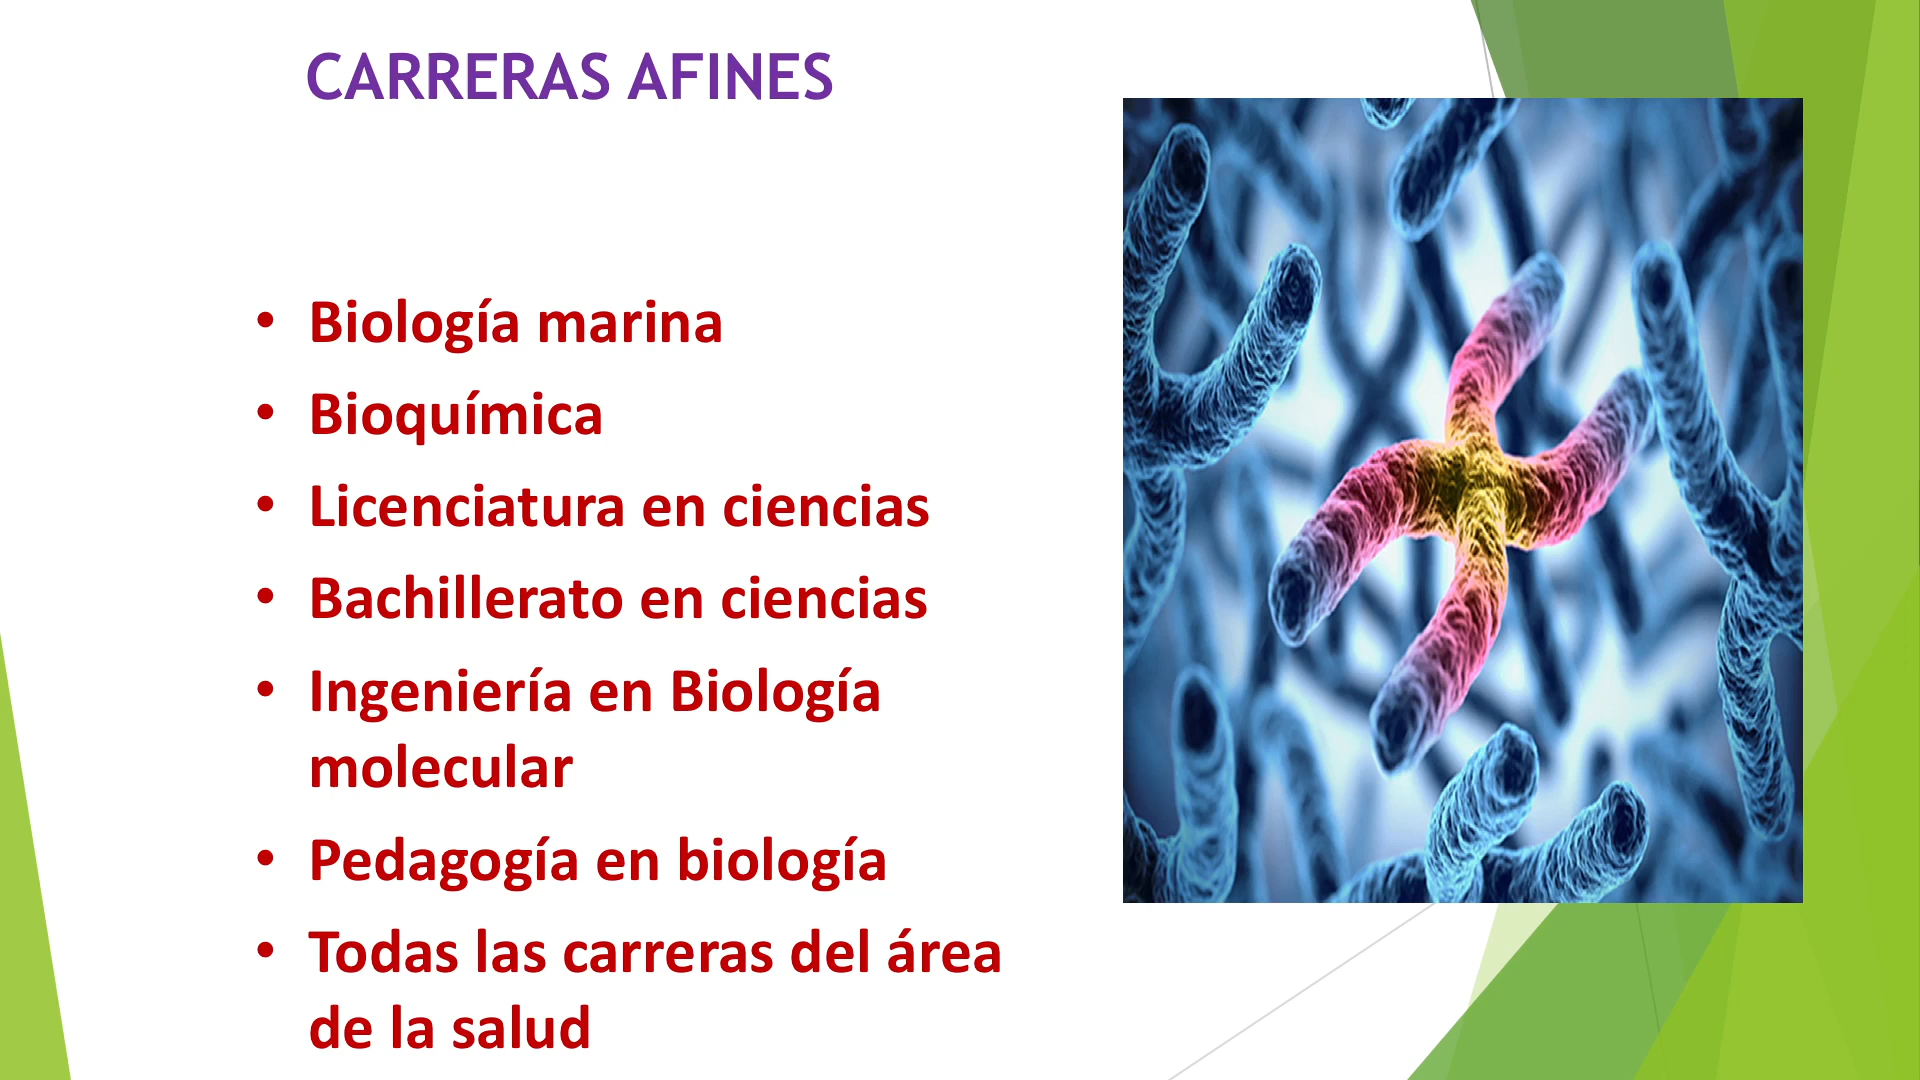 CARRERAS AFINES
• Biología marina
• Bioquímica
• Licenciatura en ciencias
• Bachillerato en ciencias
• Ingeniería en Biología
molecular
• Pedagogía en biología
• Todas las carreras del área
de la salud